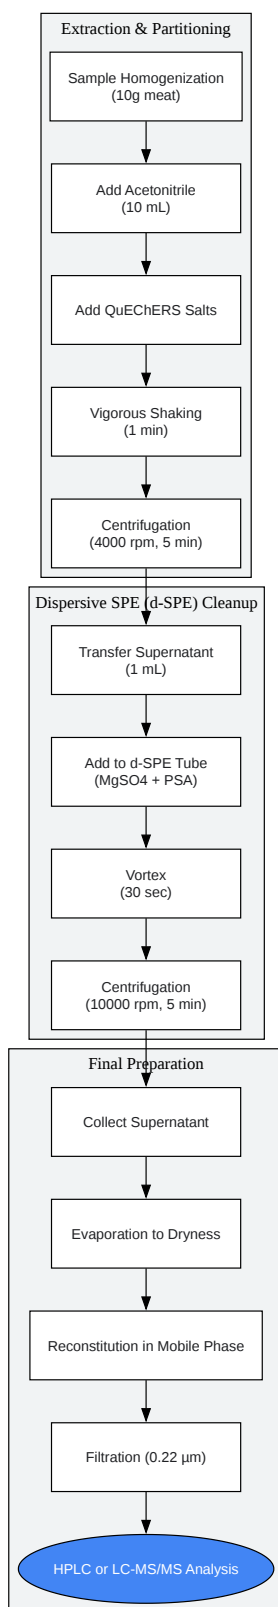 Extraction & Partitioning
Sample Homogenization
(10g meat)
Add Acetonitrile
(10 mL)
Add QuEChERS Salts
Vigorous Shaking
(1 min)
Centrifugation
(4000 rpm, 5 min)
Dispersive SPE (d-SPE) Cleanup
Transfer Supernatant
(1 mL)
Add to d-SPE Tube
(MgSO4 + PSA)
Vortex
(30 sec)
Centrifugation
(10000 rpm, 5 min)
Final Preparation
Collect Supernatant
Evaporation to Dryness
Reconstitution in Mobile Phase
Filtration (0.22 µm)
HPLC or LC-MS/MS Analysis